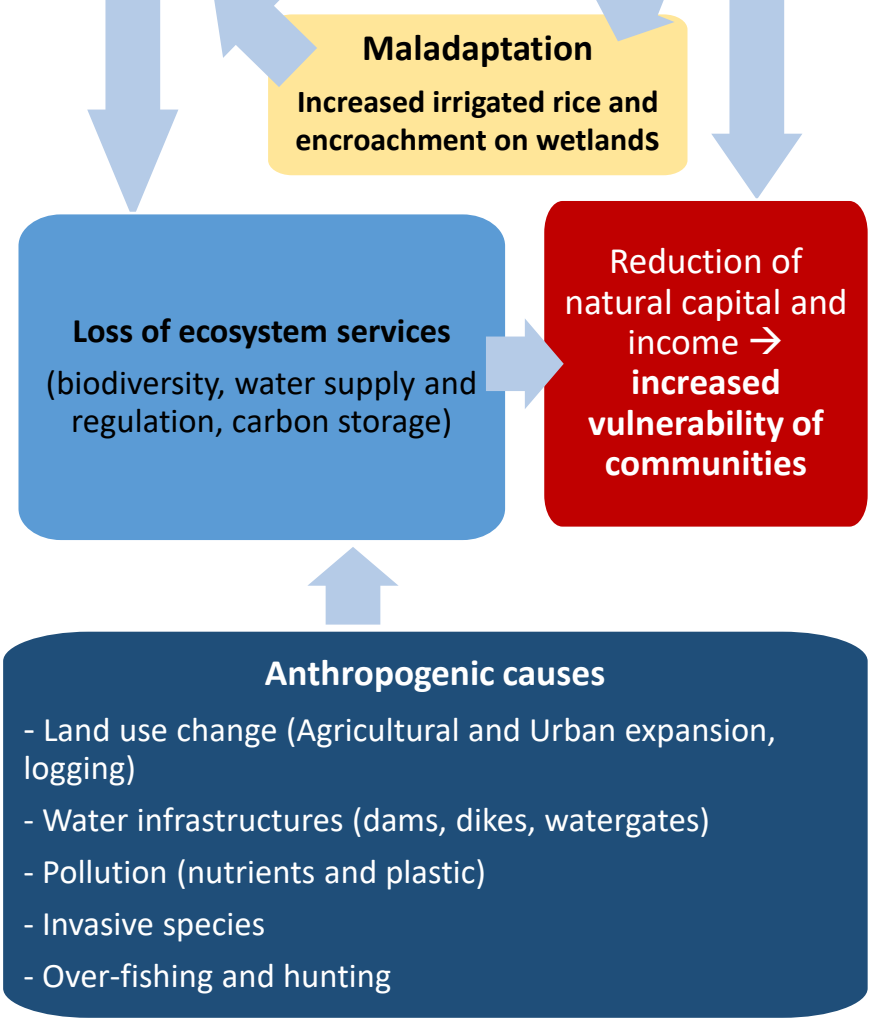 Maladaptation
Increased irrigated rice and
encroachment on wetlands
Loss of ecosystem services
(biodiversity, water supply and
regulation, carbon storage)
Reduction of
natural capital and
income →
increased
vulnerability of
communities
Anthropogenic causes
- Land use change (Agricultural and Urban expansion,
logging)
- Water infrastructures (dams, dikes, watergates)
- Pollution (nutrients and plastic)
- Invasive species
- Over-fishing and hunting